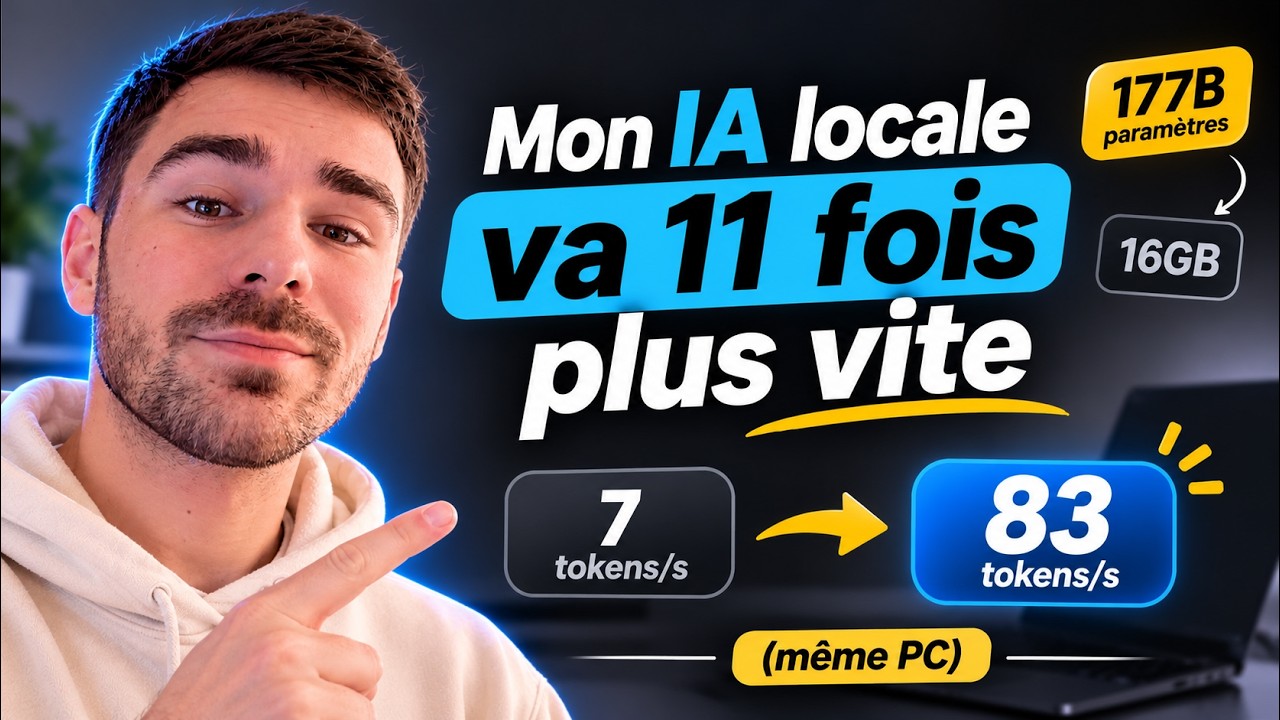 Mon IA locale
va 11 fois
plus vite
177B
paramètres
16GB
7
tokens/s
83
tokens/s
(même PC)